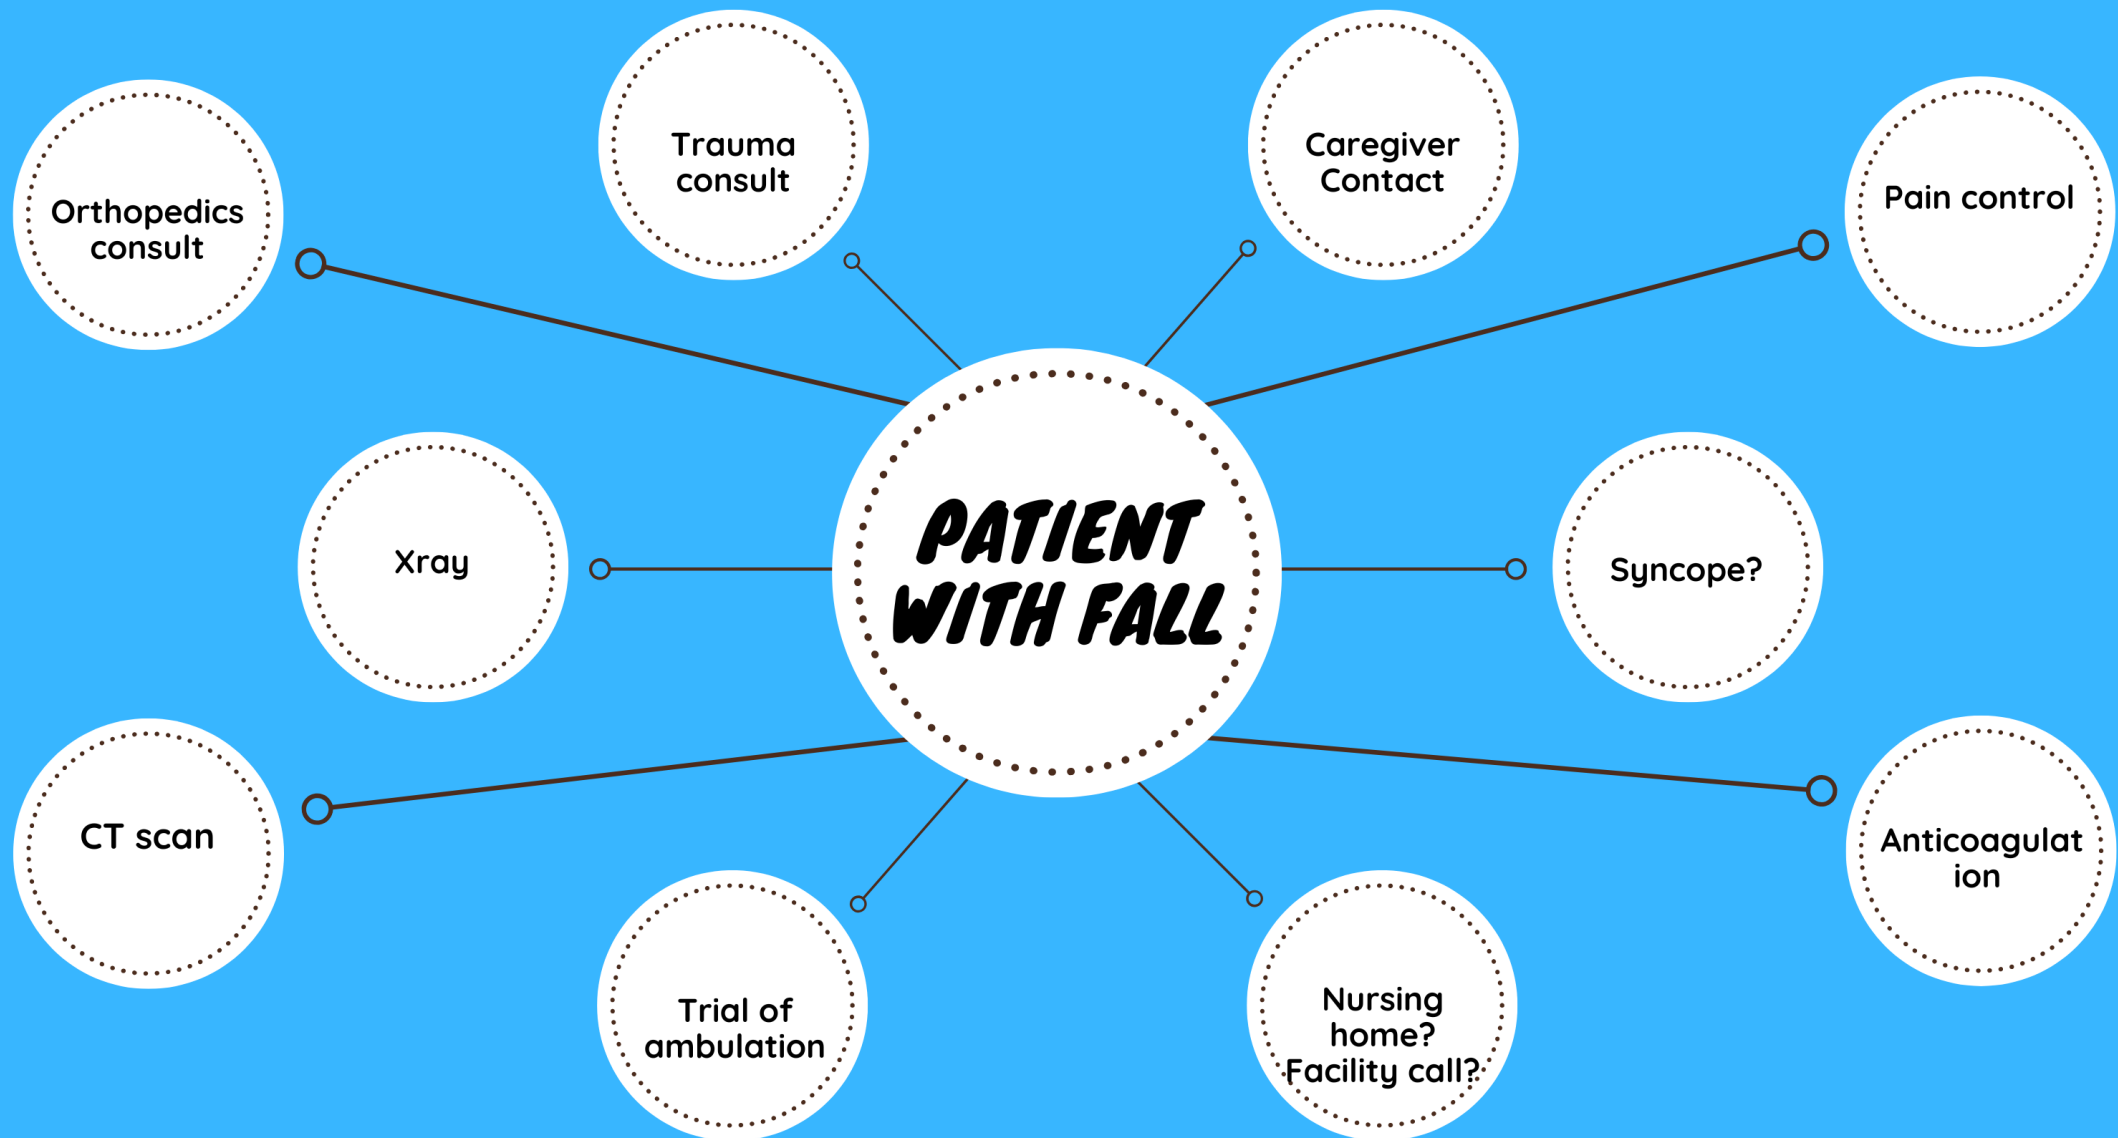 Trauma
consult
Caregiver
Contact
Orthopedics
consult
Pain control
PATIENT
WITH FALL
Xray
Syncope?
CT scan
Anticoagulat
ion
Trial of
ambulation
Nursing
home?
Facility call?